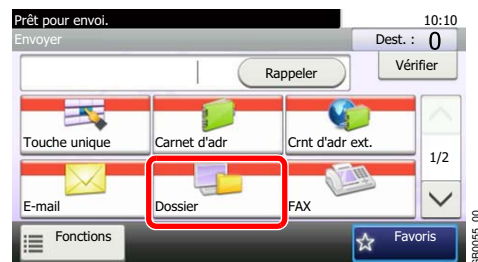 Prêt pour envoi. 10:10
Envoyer Dest. : 0
Rappeler Vérifier
Touche unique Carnet d'adr Crnt d'adr ext.
1/2
E-mail Dossier FAX
Fonctions Favoris
GB0055_00